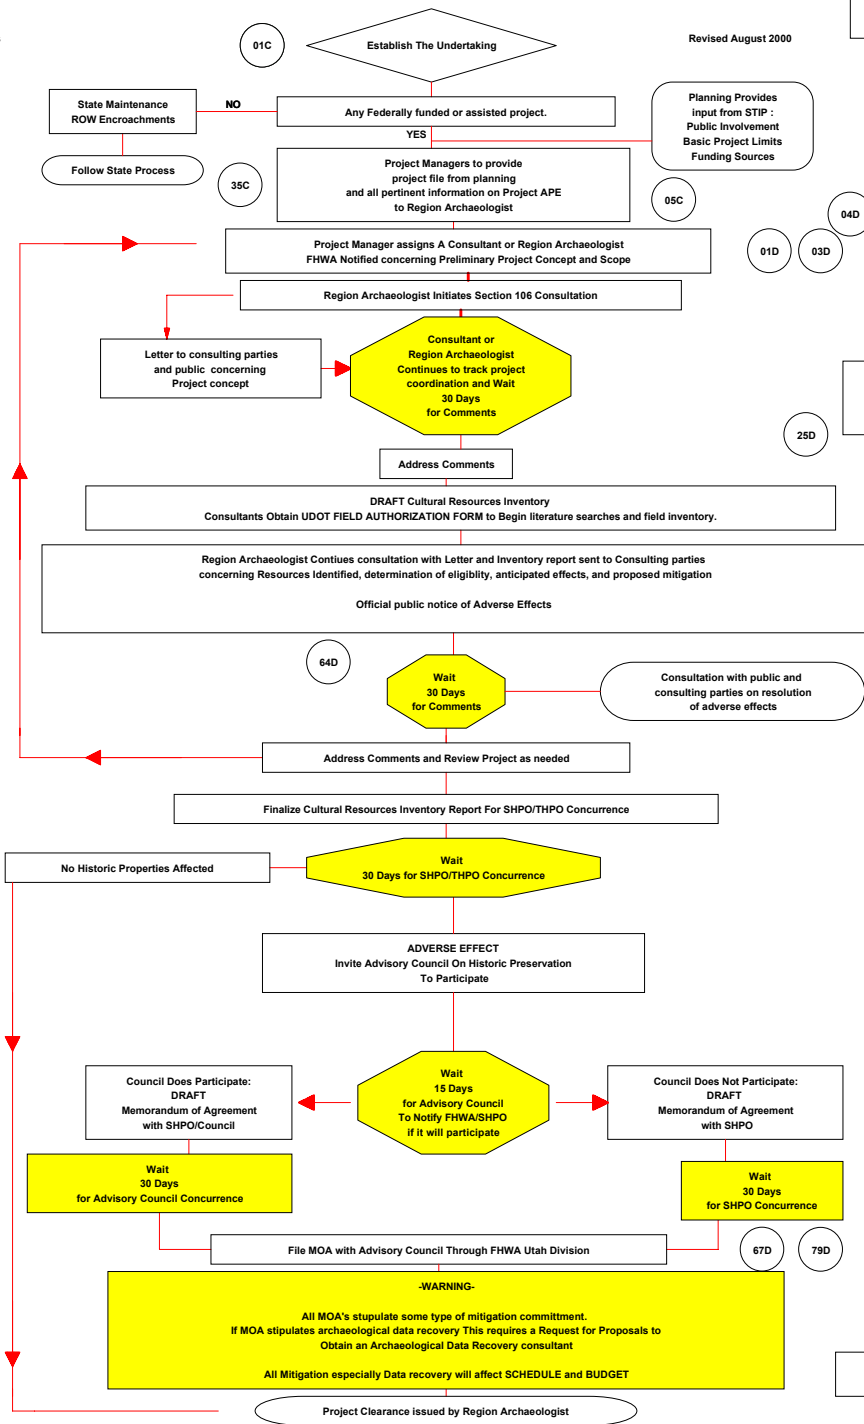 01C
Establish The Undertaking
Revised August 2000
State Maintenance
ROW Encroachments
NO
Any Federally funded or assisted project.
Planning Provides
input from STIP :
Public Involvement
Basic Project Limits
Funding Sources
YES
Follow State Process
35C
Project Managers to provide
project file from planning
and all pertinent information on Project APE
to Region Archaeologist
05C
04D
Project Manager assigns A Consultant or Region Archaeologist
FHWA Notified concerning Preliminary Project Concept and Scope
01D
03D
Region Archaeologist Initiates Section 106 Consultation
Letter to consulting parties
and public concerning
Project concept
Consultant or
Region Archaeologist
Continues to track project
coordination and Wait
30 Days
for Comments
25D
Address Comments
DRAFT Cultural Resources Inventory
Consultants Obtain UDOT FIELD AUTHORIZATION FORM to Begin literature searches and field inventory.
Region Archaeologist Contiues consultation with Letter and Inventory report sent to Consulting parties
concerning Resources Identified, determination of eligiblity, anticipated effects, and proposed mitigation
Official public notice of Adverse Effects
64D
Wait
30 Days
for Comments
Consultation with public and
consulting parties on resolution
of adverse effects
Address Comments and Review Project as needed
Finalize Cultural Resources Inventory Report For SHPO/THPO Concurrence
No Historic Properties Affected
Wait
30 Days for SHPO/THPO Concurrence
ADVERSE EFFECT
Invite Advisory Council On Historic Preservation
To Participate
Council Does Participate:
DRAFT
Memorandum of Agreement
with SHPO/Council
Wait
15 Days
for Advisory Council
To Notify FHWA/SHPO
if it will participate
Council Does Not Participate:
DRAFT
Memorandum of Agreement
with SHPO
Wait
30 Days
for Advisory Council Concurrence
Wait
30 Days
for SHPO Concurrence
File MOA with Advisory Council Through FHWA Utah Division
67D
79D
-WARNING-
All MOA's stupulate some type of mitigation committment.
If MOA stipulates archaeological data recovery This requires a Request for Proposals to
Obtain an Archaeological Data Recovery consultant
All Mitigation especially Data recovery will affect SCHEDULE and BUDGET
Project Clearance issued by Region Archaeologist